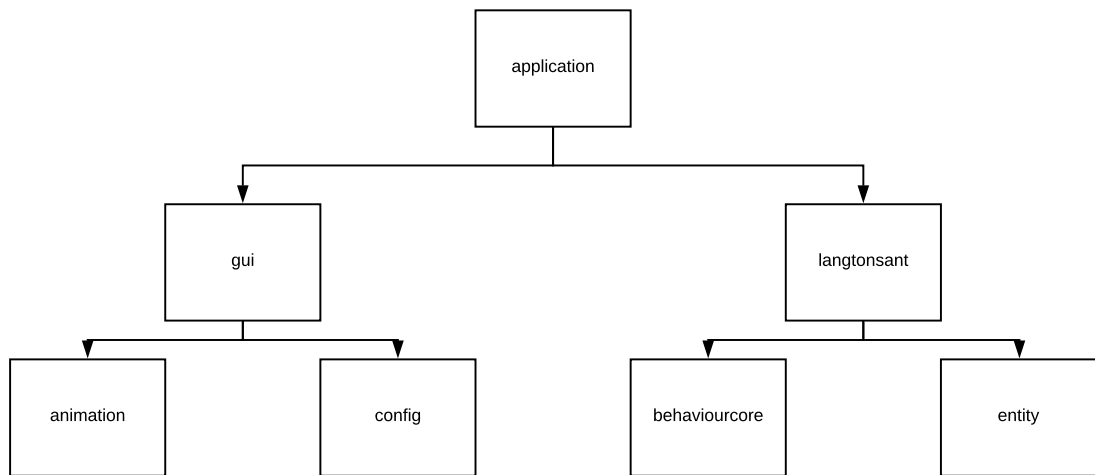 application
gui
langtonsant
animation
config
behaviourcore
entity